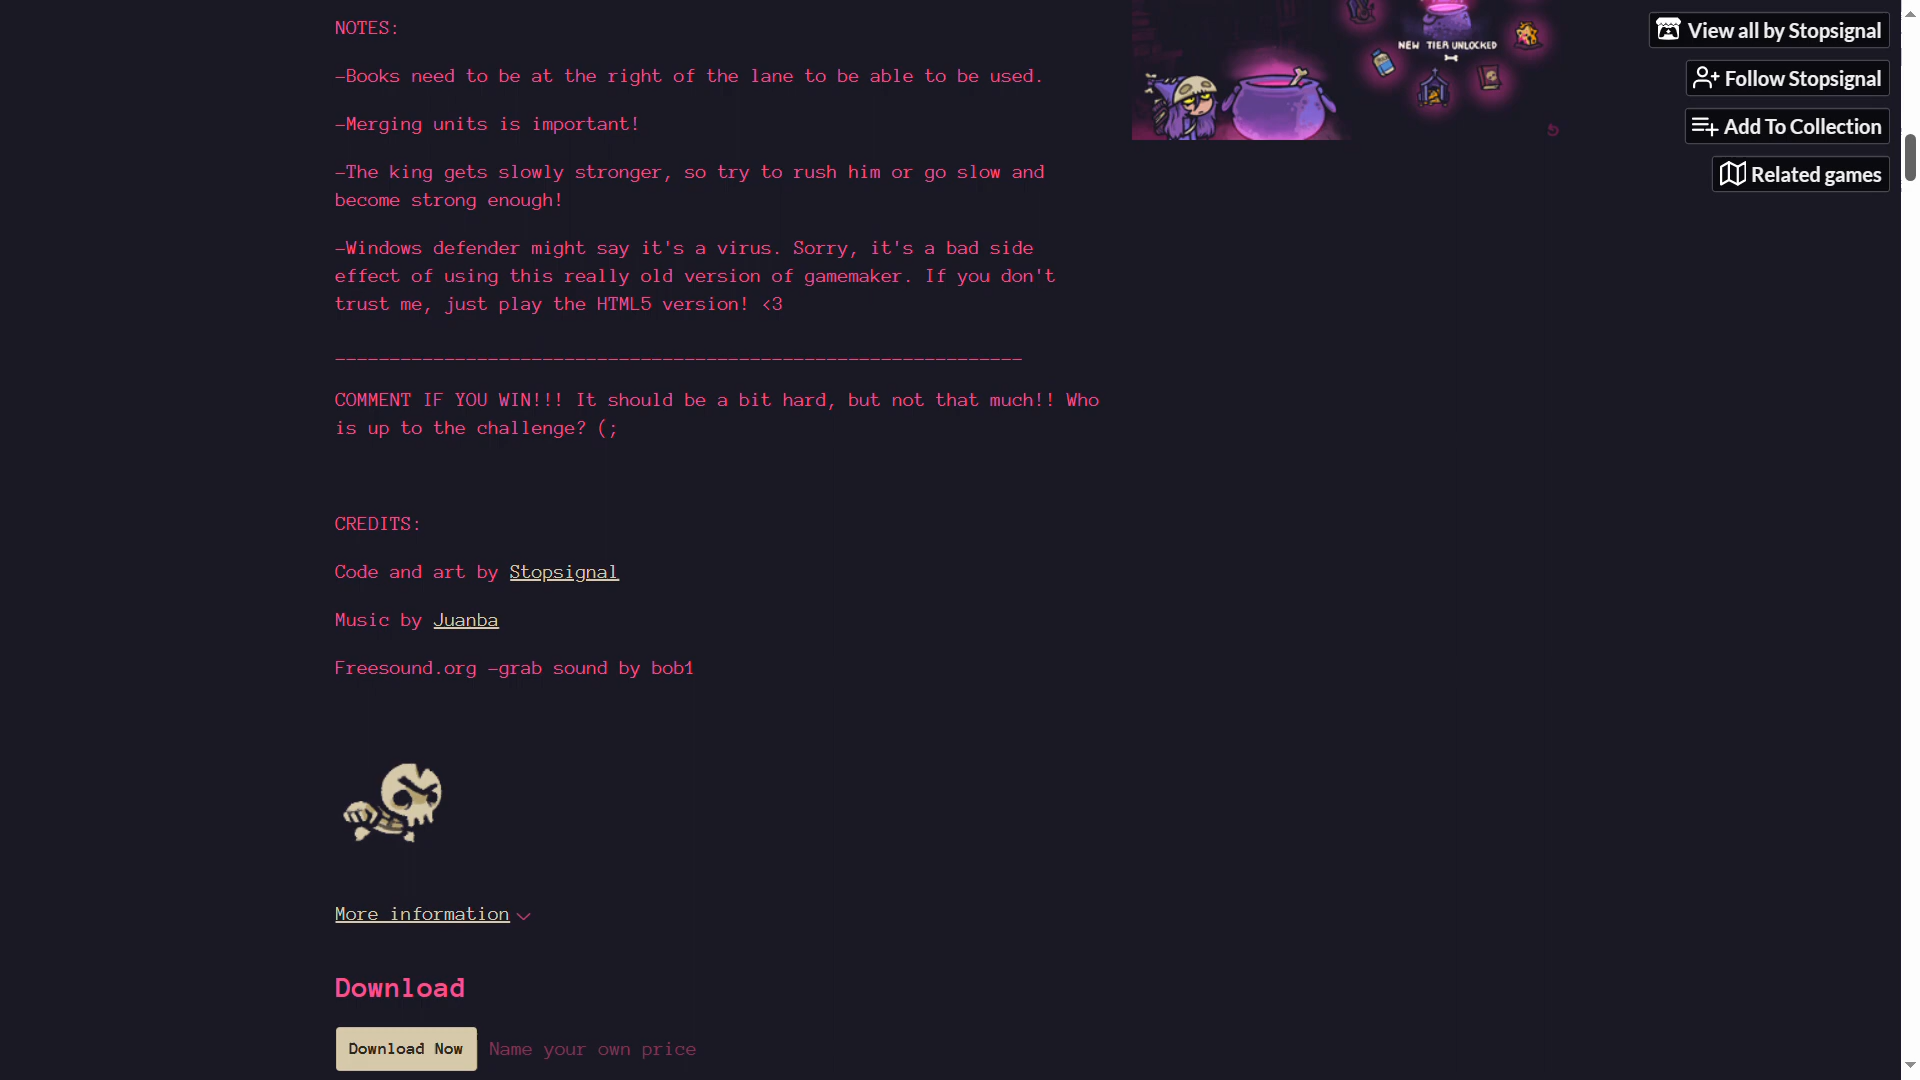 NOTES:
-Books need to be at the right of the lane to be able to be used.
-Merging units is important!
-The king gets slowly stronger, so try to rush him or go slow and
become strong enough!
-Windows defender might say it's a virus. Sorry, it's a bad side
effect of using this really old version of gamemaker. If you don't
trust me, just play the HTML5 version! <3
---------------------------------------------------------------
COMMENT IF YOU WIN!!! It should be a bit hard, but not that much!! Who
is up to the challenge? (;
CREDITS:
Code and art by Stopsignal
Music by Juanba
Freesound.org -grab sound by bob1
More information
Download
Download Now Name your own price
NEW TIER UNLOCKED
View all by Stopsignal
Follow Stopsignal
Add To Collection
Related games